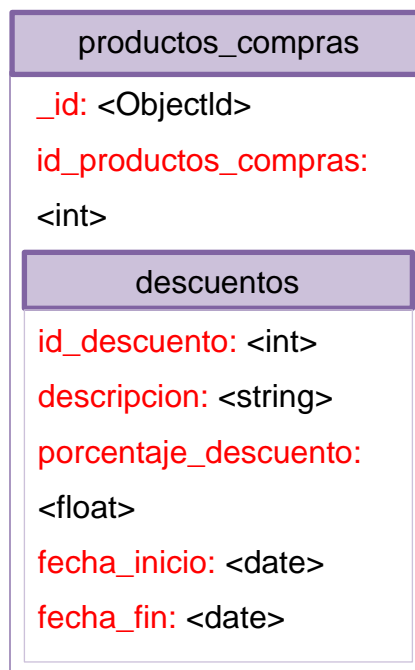 productos_compras
_id: <ObjectId>
id_productos_compras:
<int>
descuentos
id_descuento: <int>
descripcion: <string>
porcentaje_descuento:
<float>
fecha_inicio: <date>
fecha_fin: <date>